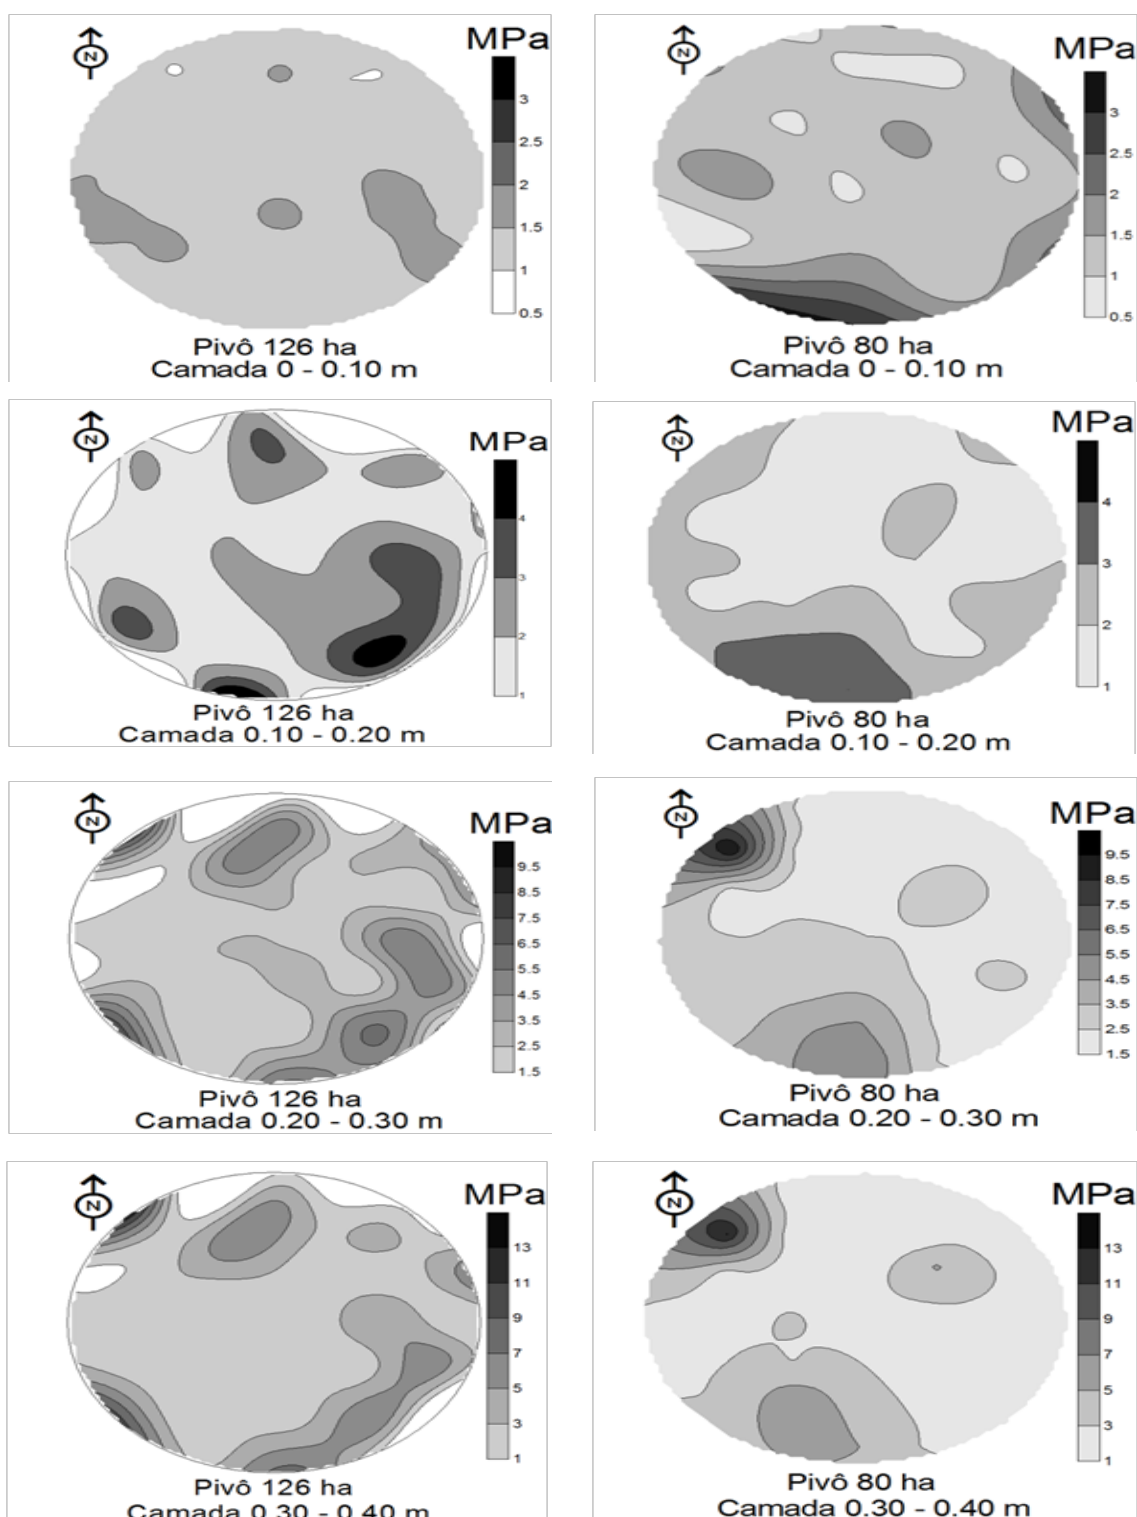 N
MPa
3
2.5
2
1.5
1
0.5
Pivô 126 ha
Camada 0 - 0.10 m
N
MPa
3
2.5
2
1.5
1
0.5
Pivô 80 ha
Camada 0 - 0.10 m
N
MPa
4
3
2
1
Pivô 126 ha
Camada 0.10 - 0.20 m
N
MPa
4
3
2
1
Pivô 80 ha
Camada 0.10 - 0.20 m
N
MPa
9.5
8.5
7.5
6.5
5.5
4.5
3.5
2.5
1.5
Pivô 126 ha
Camada 0.20 - 0.30 m
N
MPa
9.5
8.5
7.5
6.5
5.5
4.5
3.5
2.5
1.5
Pivô 80 ha
Camada 0.20 - 0.30 m
N
MPa
13
11
9
7
5
3
1
Pivô 126 ha
Camada 0.30 - 0.40 m
N
MPa
13
11
9
7
5
3
1
Pivô 80 ha
Camada 0.30 - 0.40 m